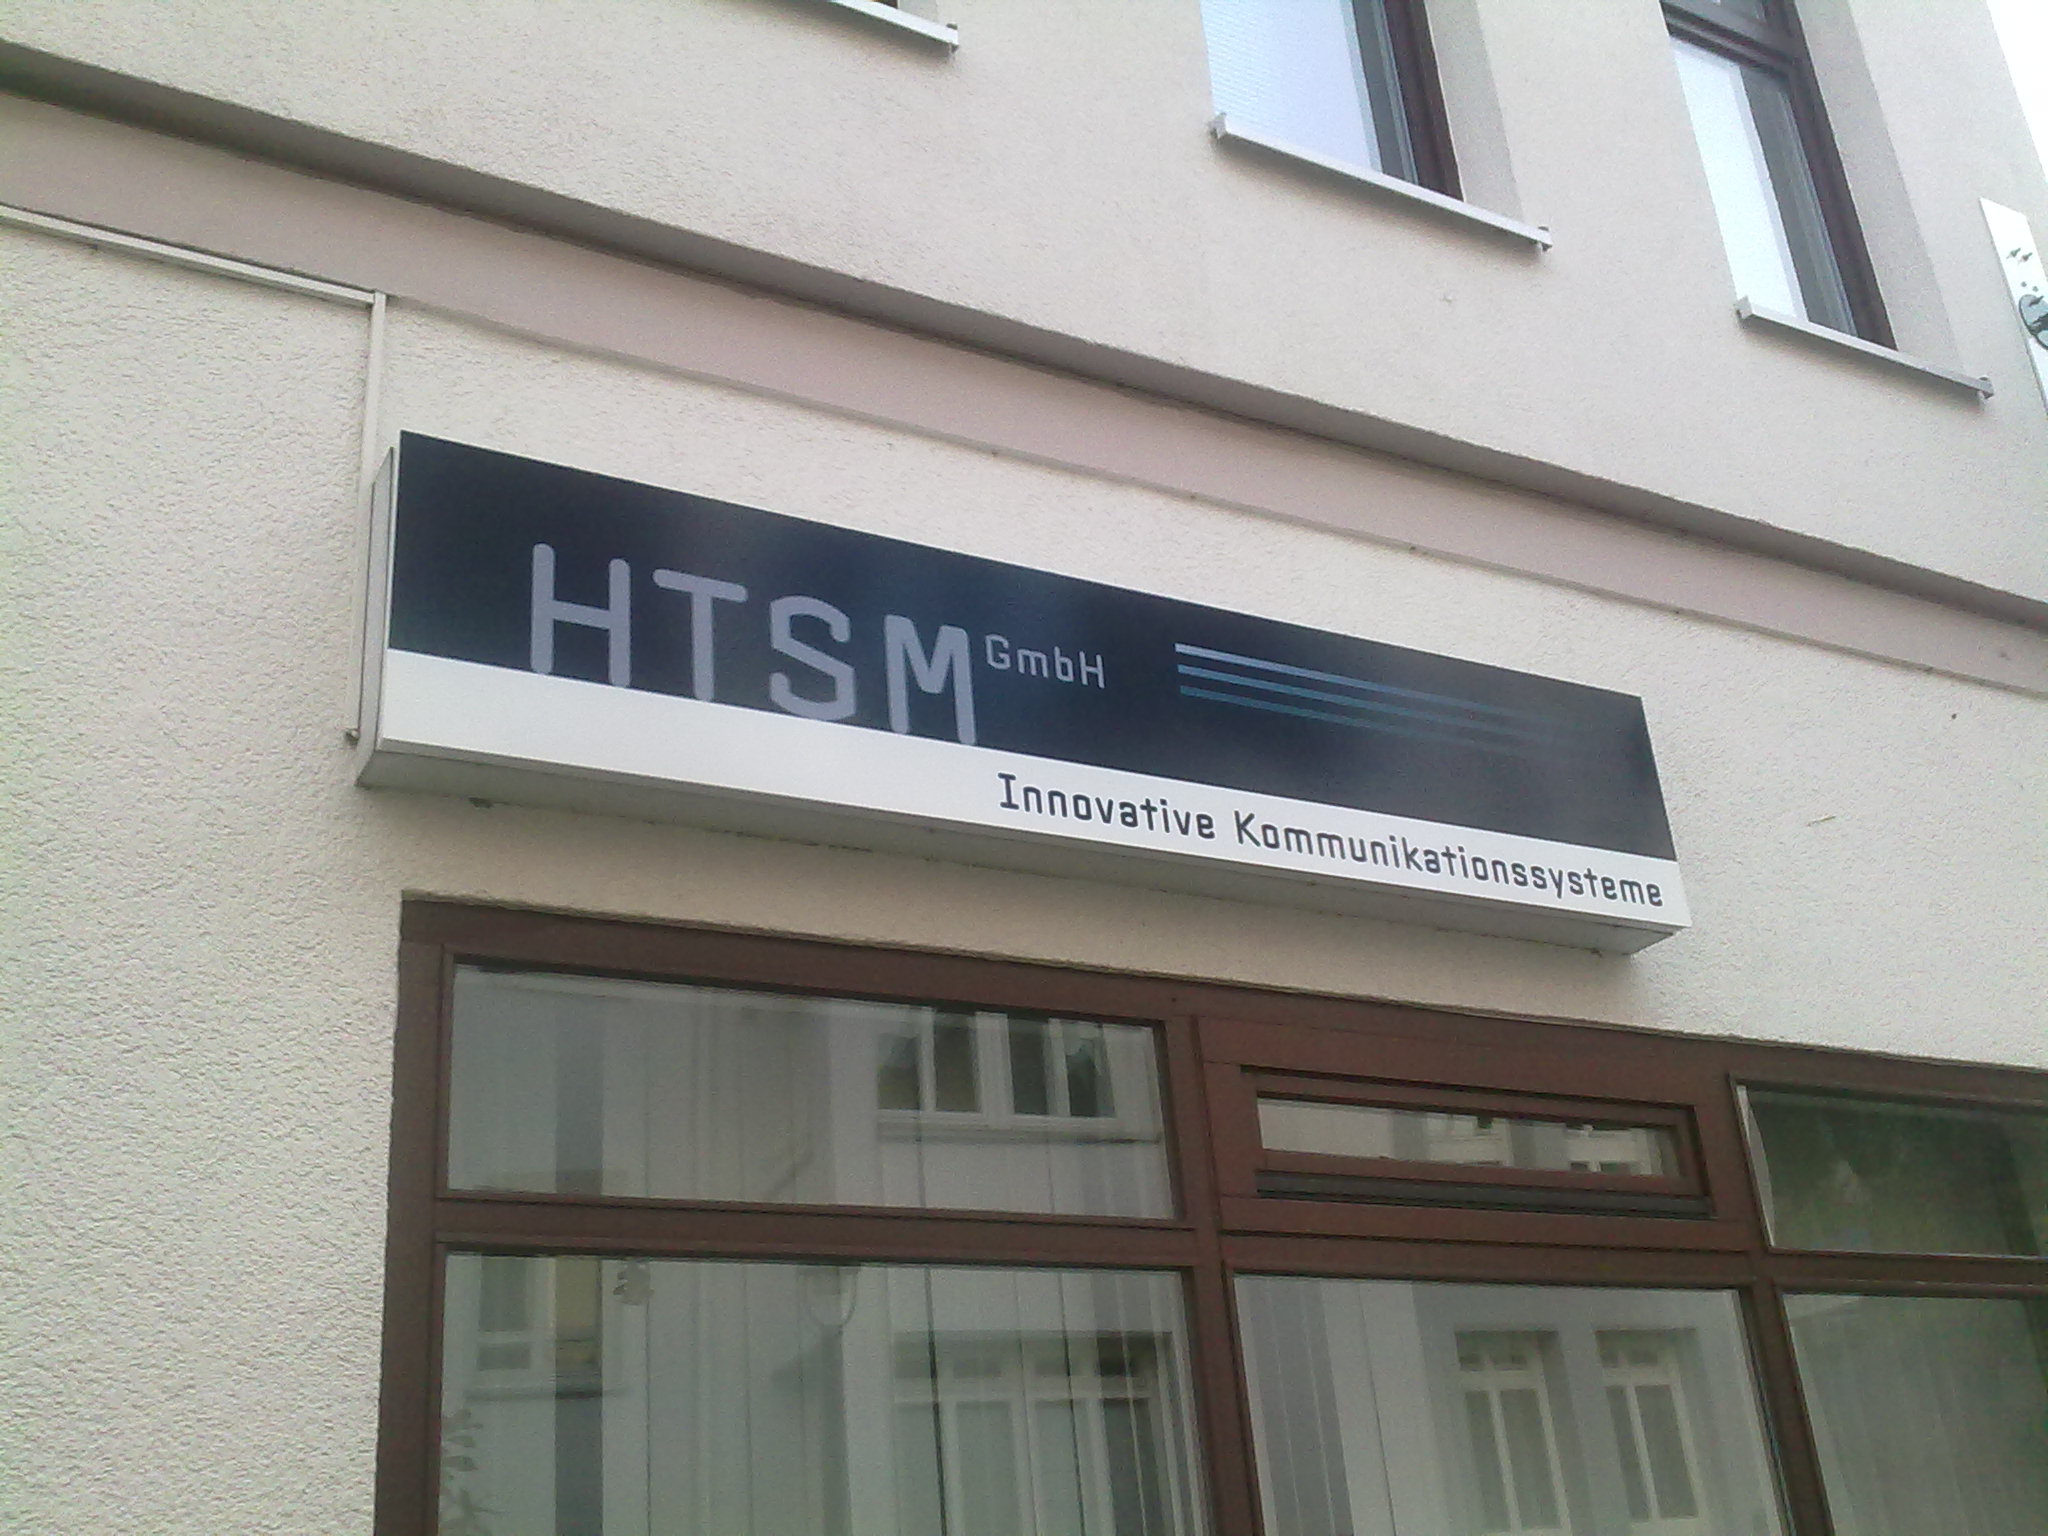 HTSM GmbH
Innovative Kommunikationssysteme